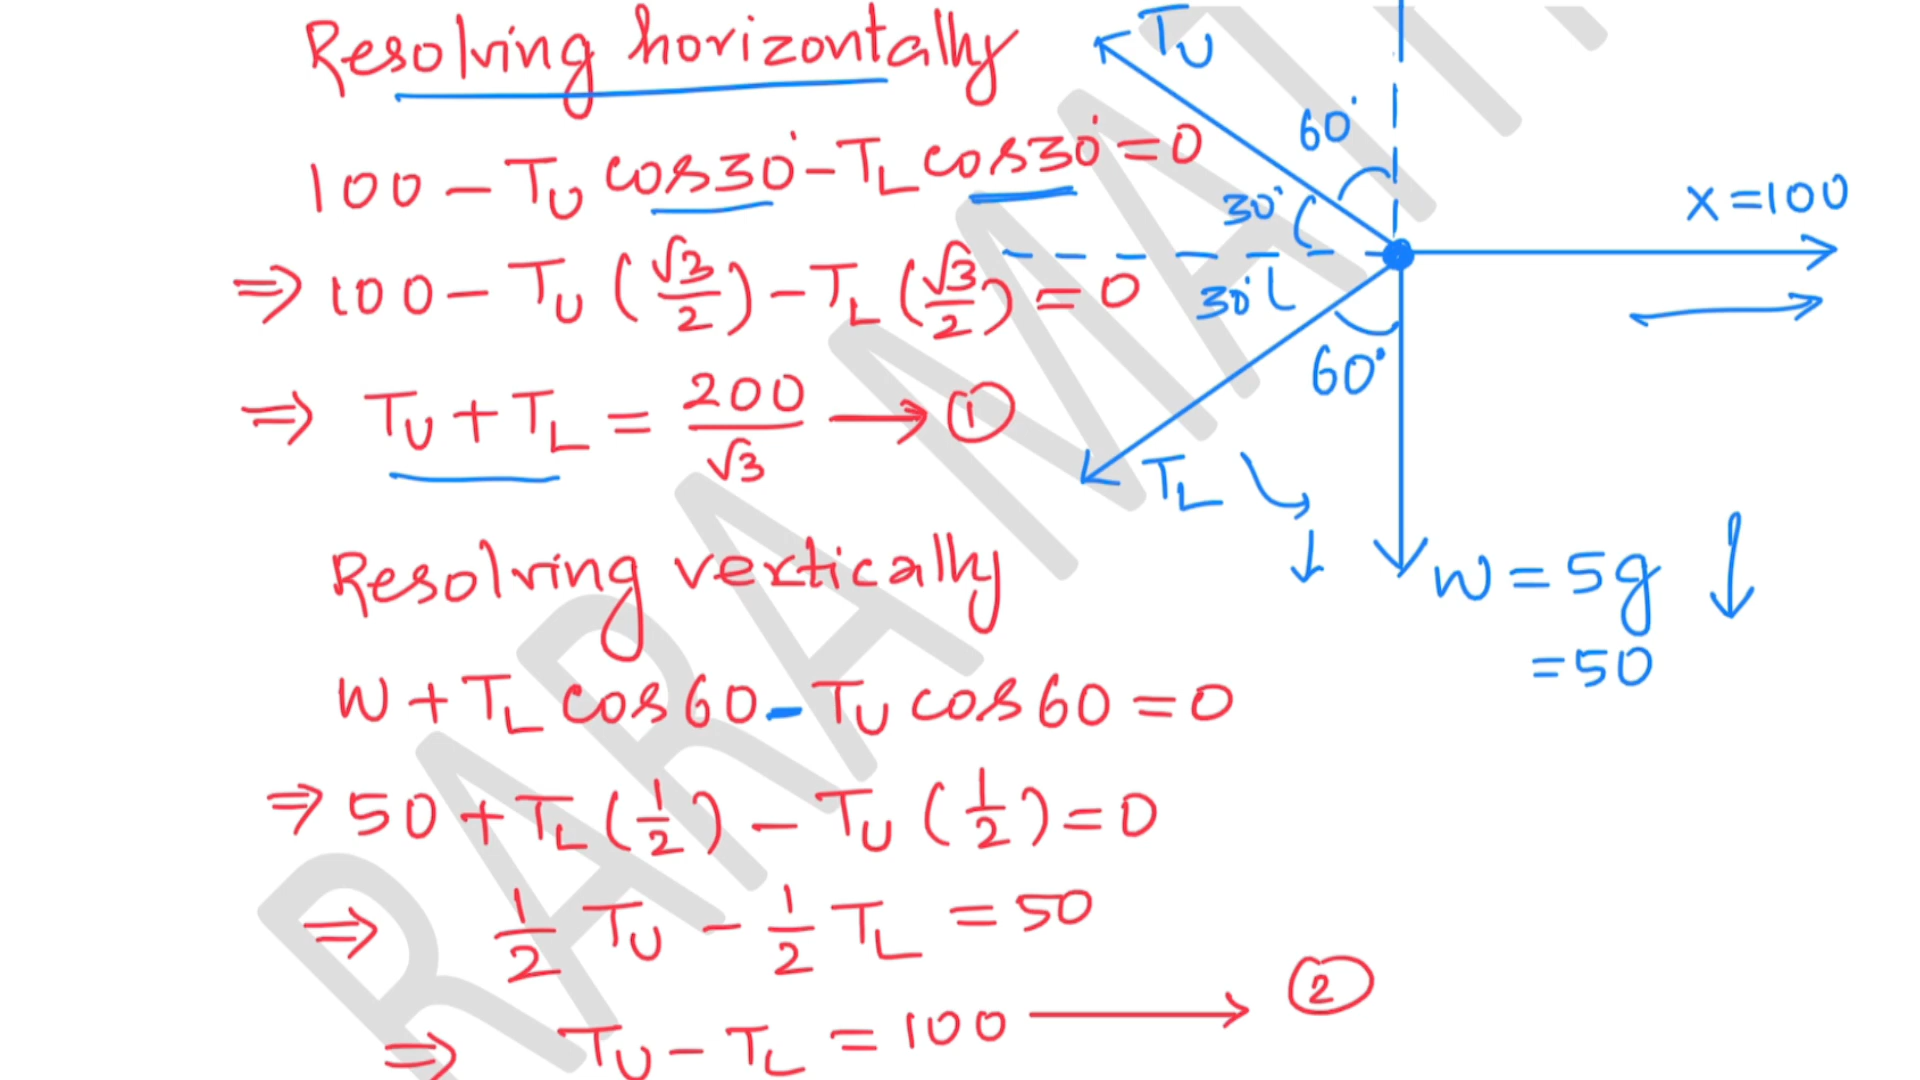 Resolving horizontally
100 - T_U cos30° - T_L cos30° = 0
⇒ 100 - T_U (√3/2) - T_L (√3/2) = 0
⇒ T_U + T_L = 200/√3 → ①
Resolving vertically
W + T_L cos60 - T_U cos60 = 0
⇒ 50 + T_L (1/2) - T_U (1/2) = 0
⇒ 1/2 T_U - 1/2 T_L = 50
⇒ T_U - T_L = 100 → ②
T_U
60°
30°
X = 100
30°
60°
T_L
W = 5g
= 50
PARA MATH